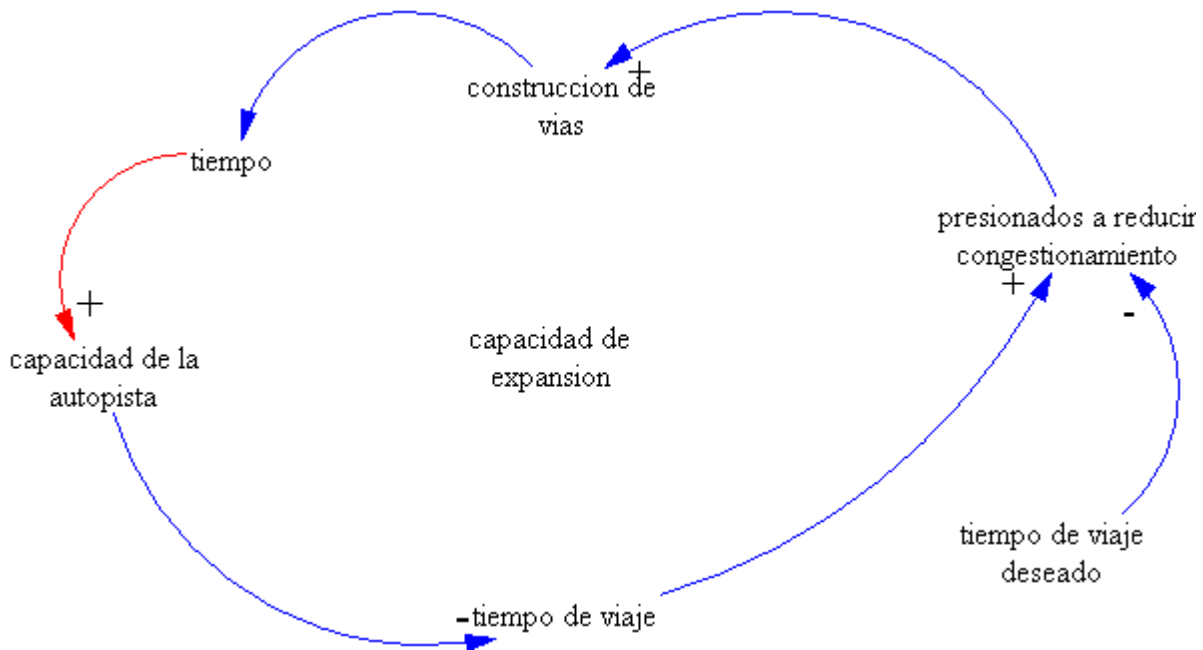 +
construccion de
vias
tiempo
presionados a reducir
congestionamiento
+
+
-
capacidad de la
autopista
capacidad de
expansion
tiempo de viaje
deseado
-tiempo de viaje